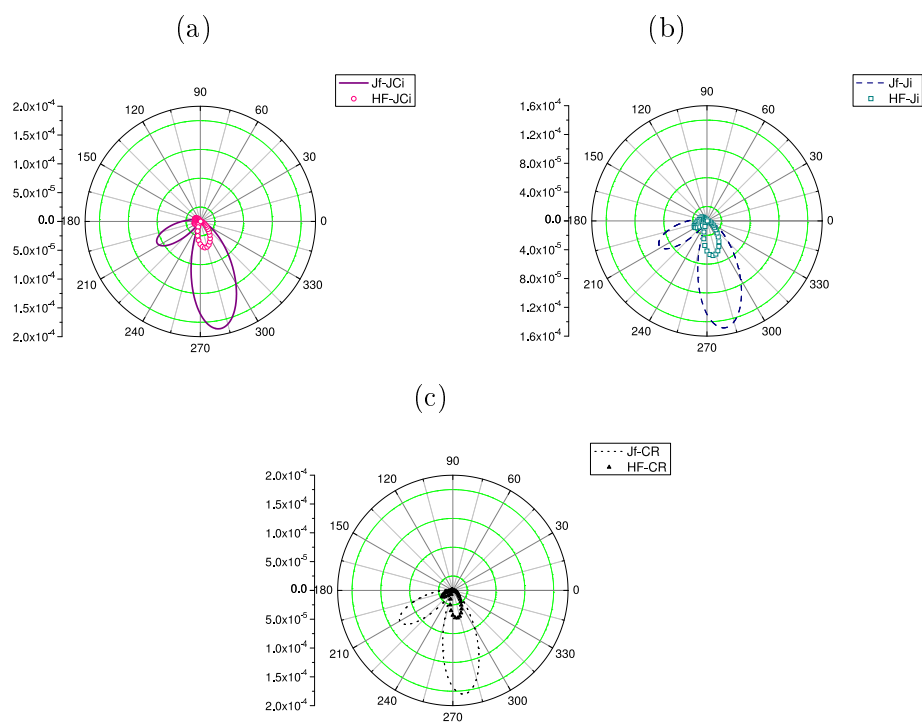 (a)
Jf-JCi
HF-JCi
2.0x10⁻⁴
1.5x10⁻⁴
1.0x10⁻⁴
5.0x10⁻⁵
0.0
5.0x10⁻⁵
1.0x10⁻⁴
1.5x10⁻⁴
2.0x10⁻⁴
90
60
30
0
330
300
270
240
210
180
150
120
(b)
Jf-Ji
HF-Ji
1.6x10⁻⁴
1.2x10⁻⁴
8.0x10⁻⁵
4.0x10⁻⁵
0.0
4.0x10⁻⁵
8.0x10⁻⁵
1.2x10⁻⁴
1.6x10⁻⁴
90
60
30
0
330
300
270
240
210
180
150
120
(c)
Jf-CR
HF-CR
2.0x10⁻⁴
1.5x10⁻⁴
1.0x10⁻⁴
5.0x10⁻⁵
0.0
5.0x10⁻⁵
1.0x10⁻⁴
1.5x10⁻⁴
2.0x10⁻⁴
90
60
30
0
330
300
270
240
210
180
150
120